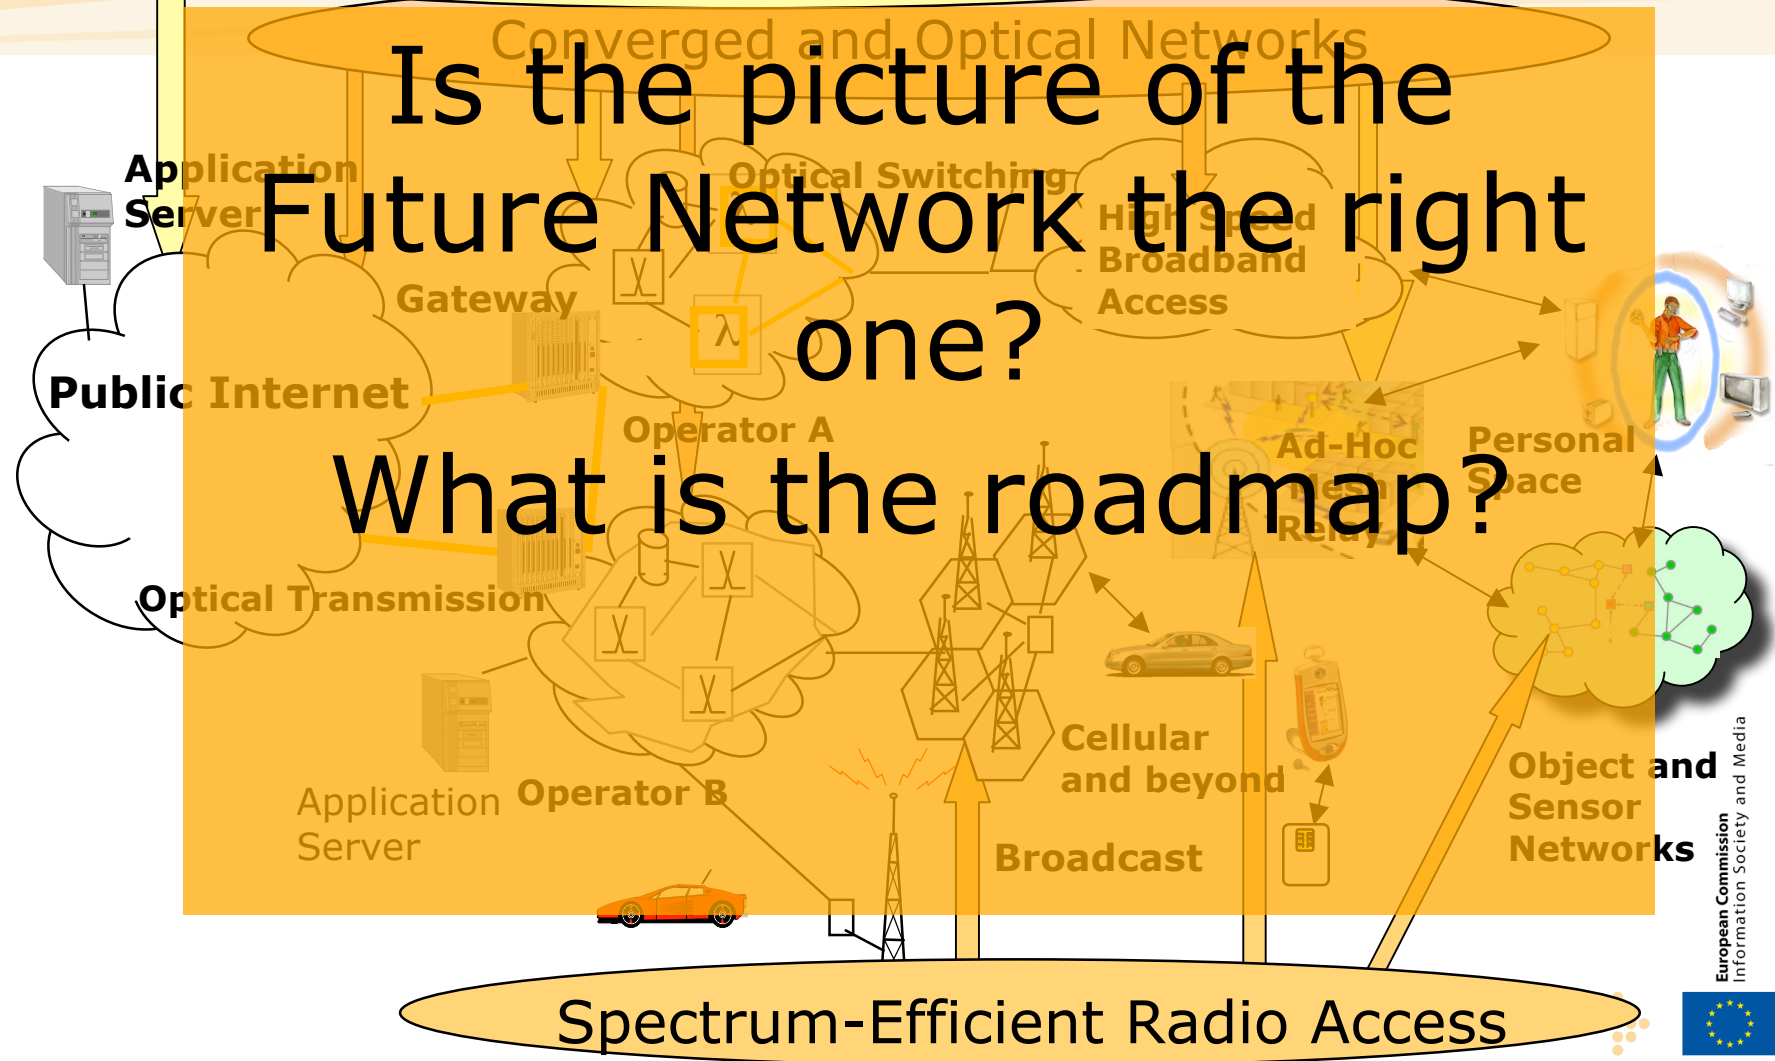 Converged and Optical Networks
Is the picture of the
Future Network the right
one?
What is the roadmap?
Application
Server
Optical Switching
High Speed
Broadband
Access
Gateway
λ
λ
Public Internet
Operator A
Ad-Hoc
Mesh
Relay
Personal
Space
Optical Transmission
Cellular
and beyond
Object and
Sensor
Networks
Application
Server
Operator B
Broadcast
Spectrum-Efficient Radio Access
European Commission
Information Society and Media